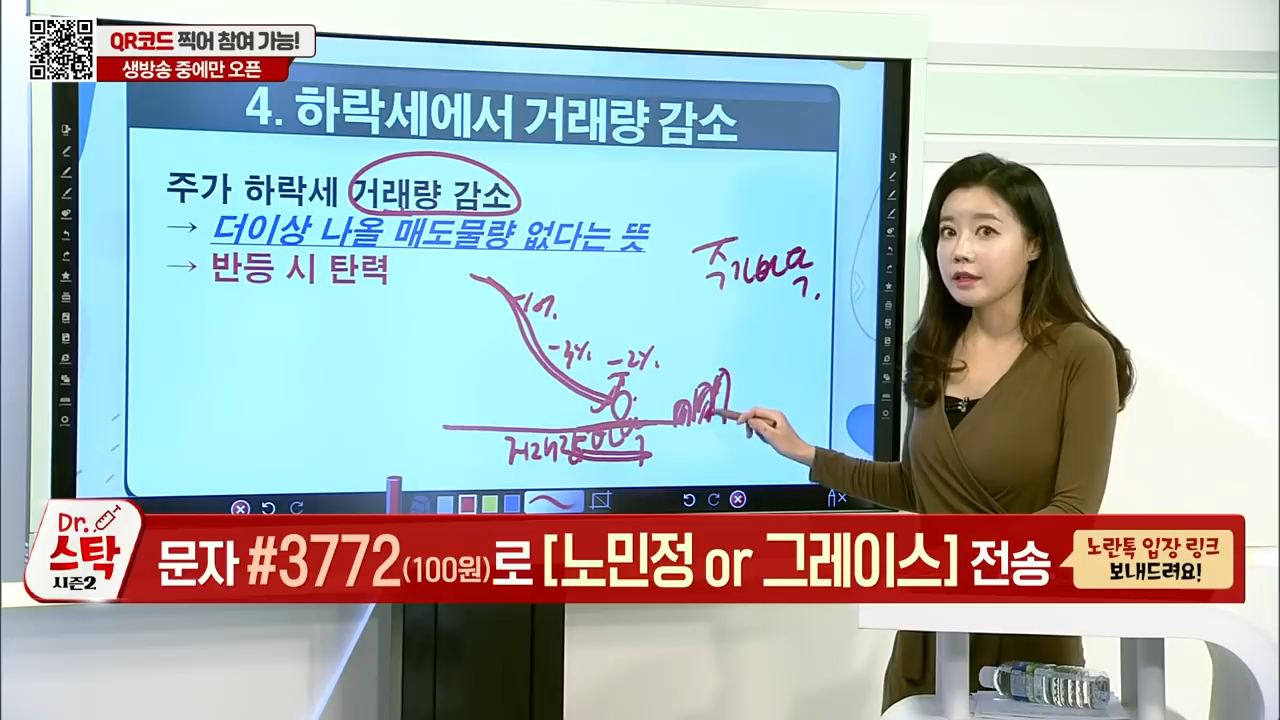 QR코드 찍어 참여 가능!
생방송 중에만 오픈
4. 하락세에서 거래량 감소
주가 하락세 거래량 감소
→ 더이상 나올 매도물량 없다는 뜻
→ 반등 시 탄력
-1%.
-3%.
-2%.
거래량
Dr.
스탁
시즌2
문자 #3772(100원)로 [노민정 or 그레이스] 전송
노란톡 입장 링크
보내드려요!